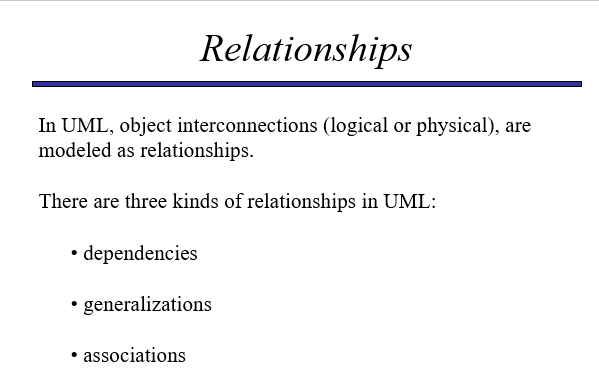 Relationships
In UML, object interconnections (logical or physical), are
modeled as relationships.
There are three kinds of relationships in UML:
• dependencies
• generalizations
• associations